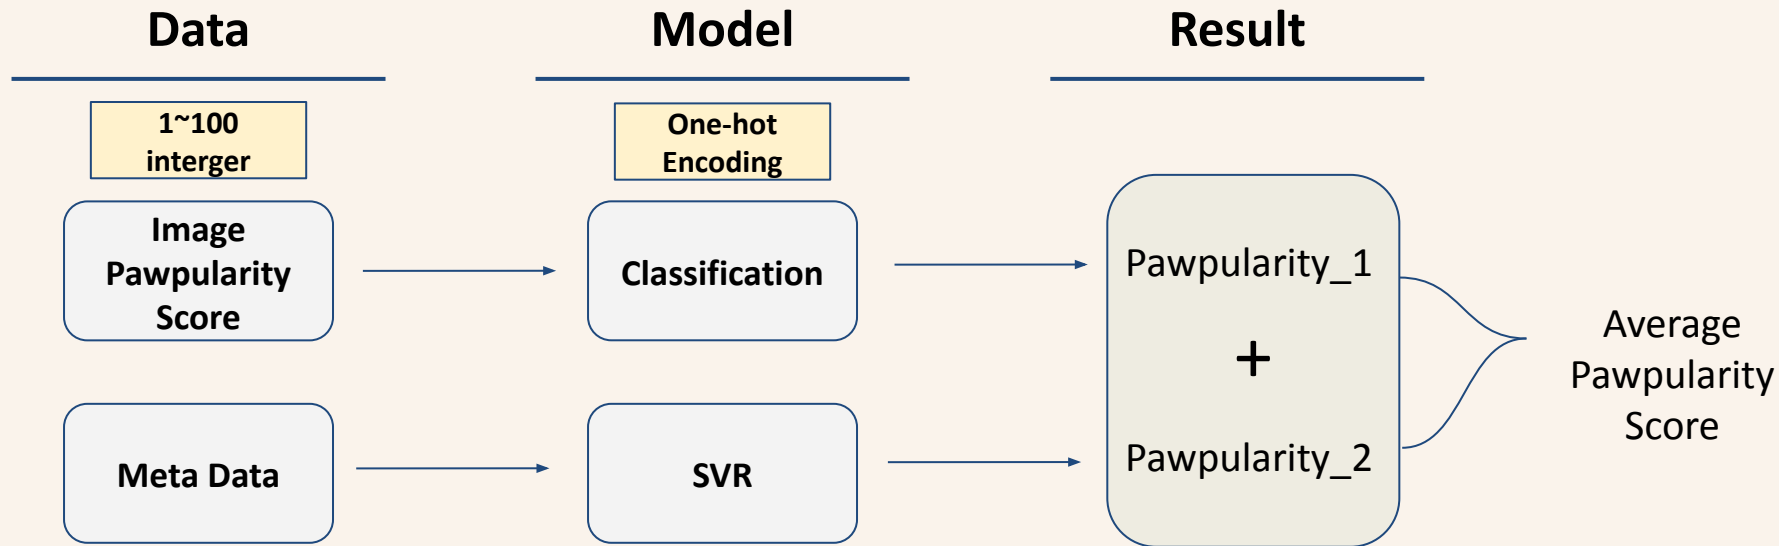 Data
Model
Result
1~100
interger
One-hot
Encoding
Image
Pawpularity
Score
Classification
Pawpularity_1
+
Pawpularity_2
Average
Pawpularity
Score
Meta Data
SVR